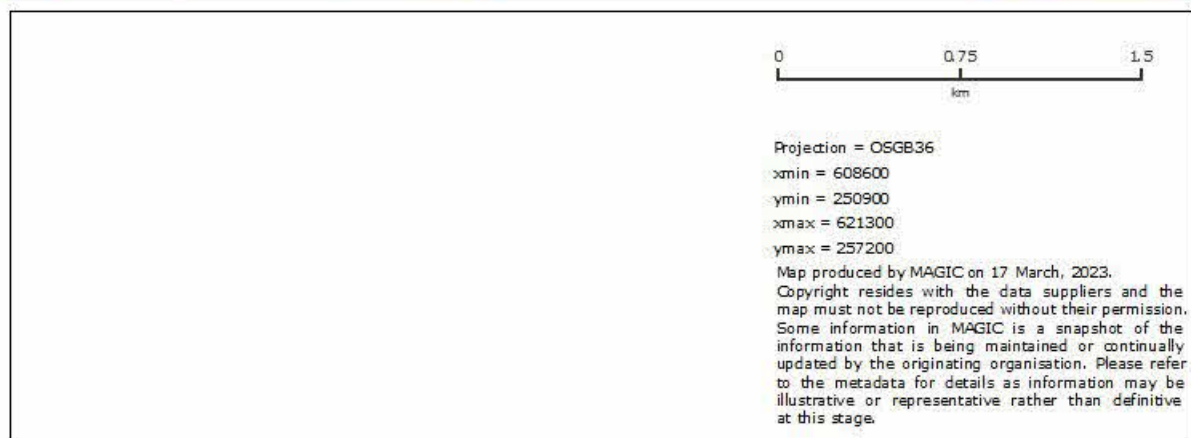 0 0.75 1.5
km
Projection = OSGB36
xmin = 608600
ymin = 250900
xmax = 621300
ymax = 257200
Map produced by MAGIC on 17 March, 2023.
Copyright resides with the data suppliers and the
map must not be reproduced without their permission.
Some information in MAGIC is a snapshot of the
information that is being maintained or continually
updated by the originating organisation. Please refer
to the metadata for details as information may be
illustrative or representative rather than definitive
at this stage.